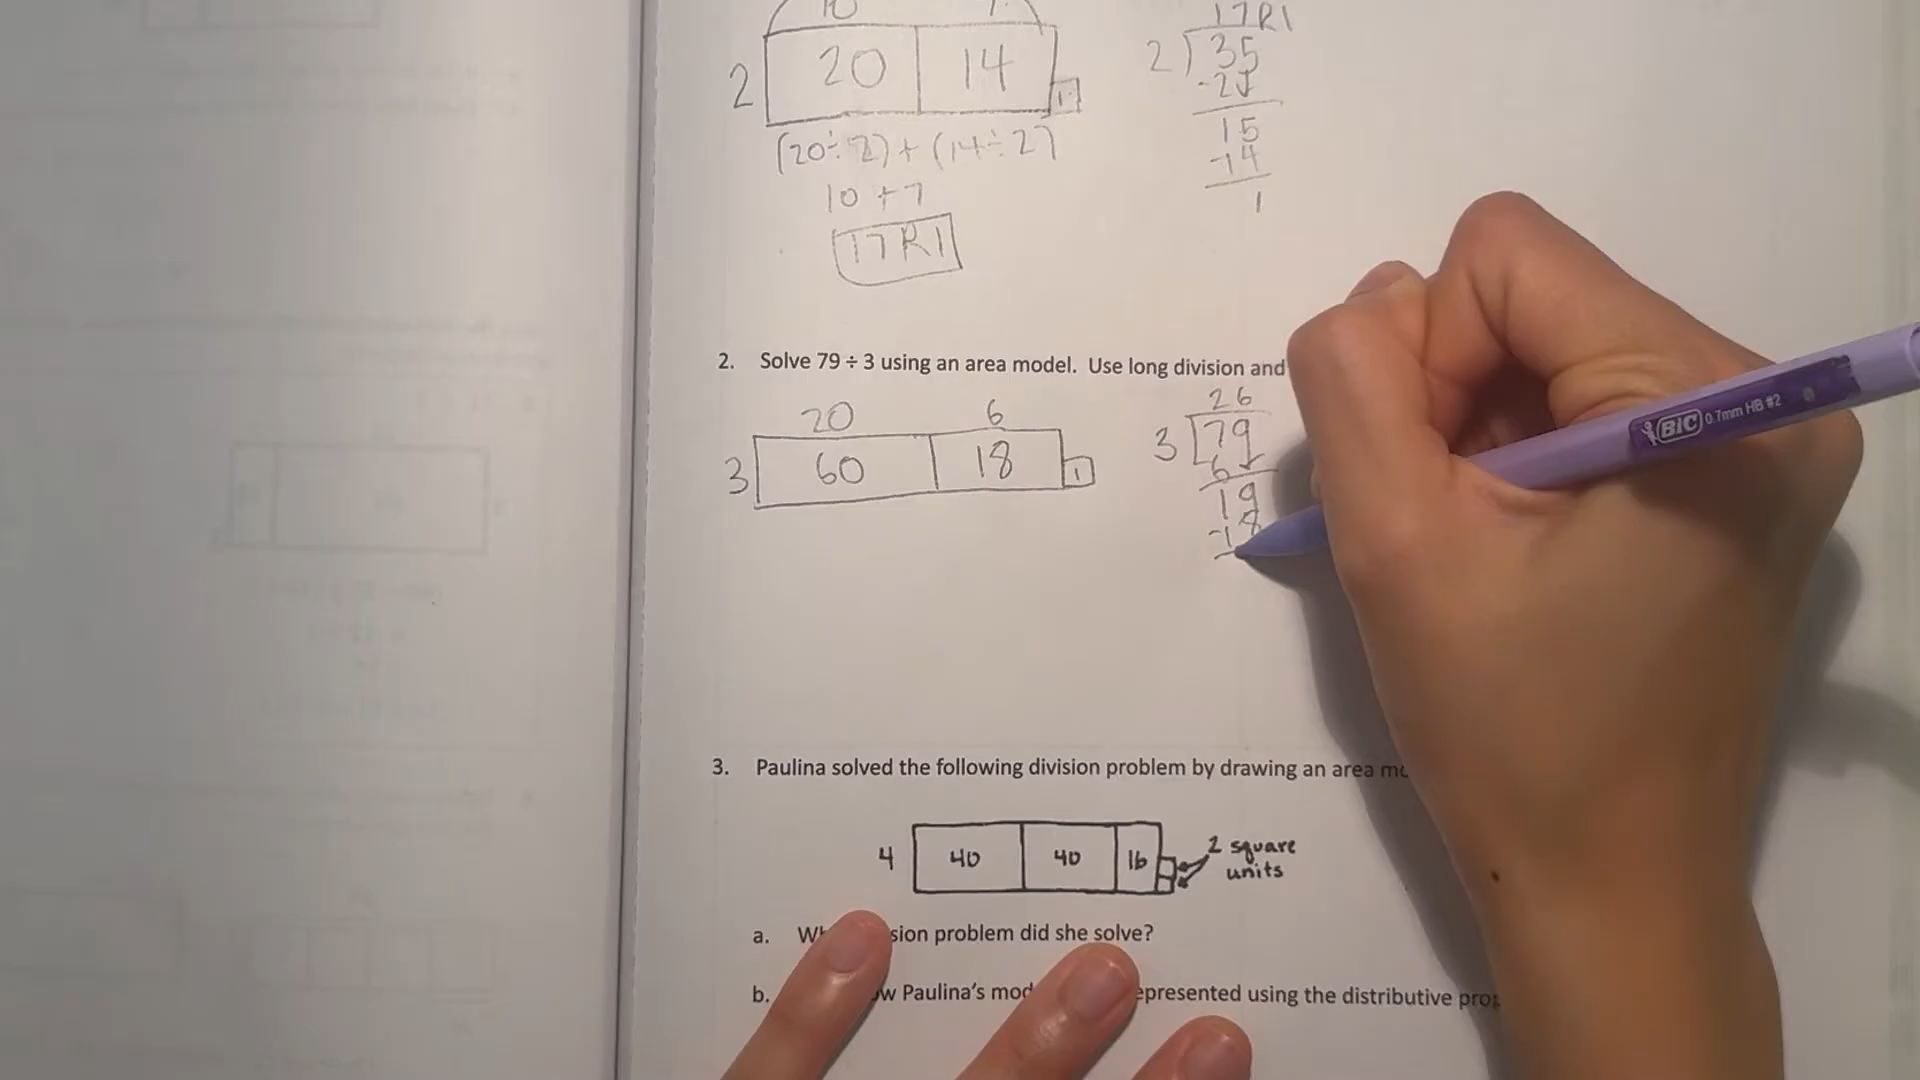 10 7
2 20 14 1
(20÷2)+(14÷2)
10+7
17R1
17R1
2 35
-2
15
-14
1
2. Solve 79 ÷ 3 using an area model. Use long division and
20 6
3 60 18 1
26
3 79
6
19
-18
3. Paulina solved the following division problem by drawing an area
4 40 40 16
2 square
units
a. sion problem did she solve?
b. Paulina's epresented using the distributive
BIC 0.7mm HB #2